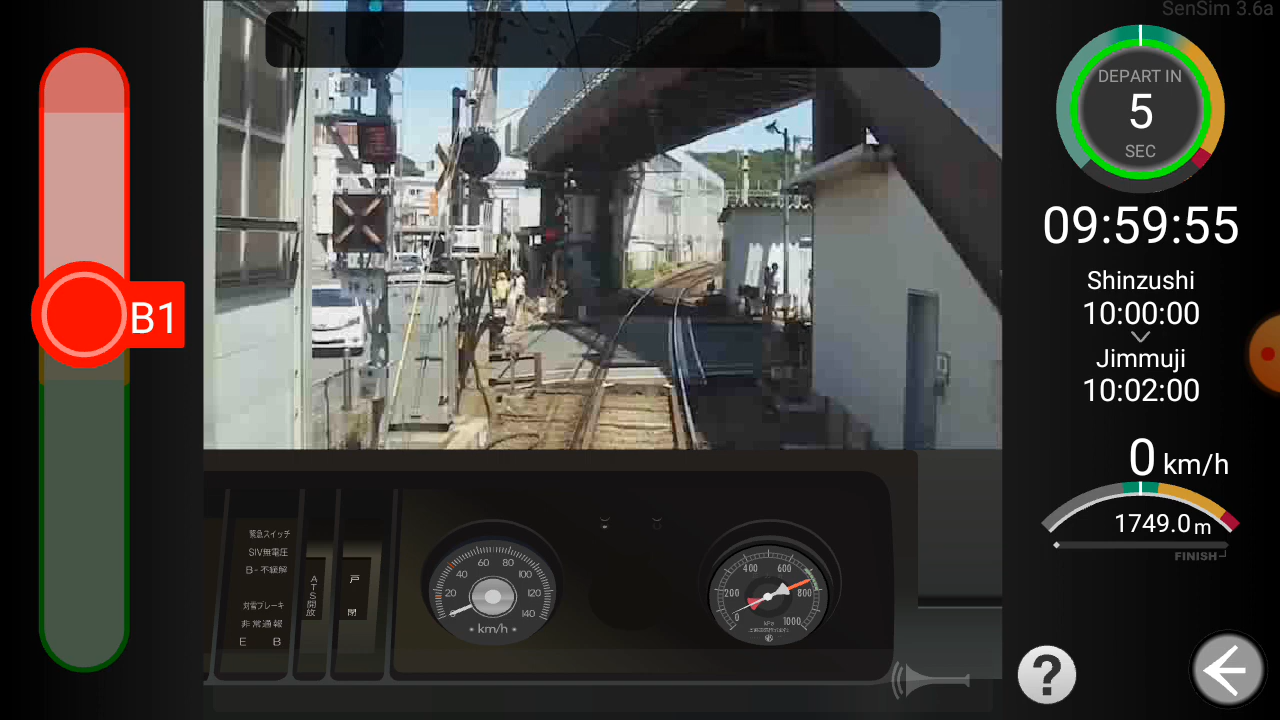 SenSim 3.6a
DEPART IN
5
SEC
09:59:55
Shinzushi
10:00:00
Jimmuji
10:02:00
B1
0 km/h
1749.0 m
FINISH
緊急スイッチ
SIV無電圧
B-不緩解
対雪ブレーキ
非常通報
E B
ATS開放
戸
閉
0 20 40 60 80 100 120 140
km/h
0 200 400 600 800 1000
kPa
?